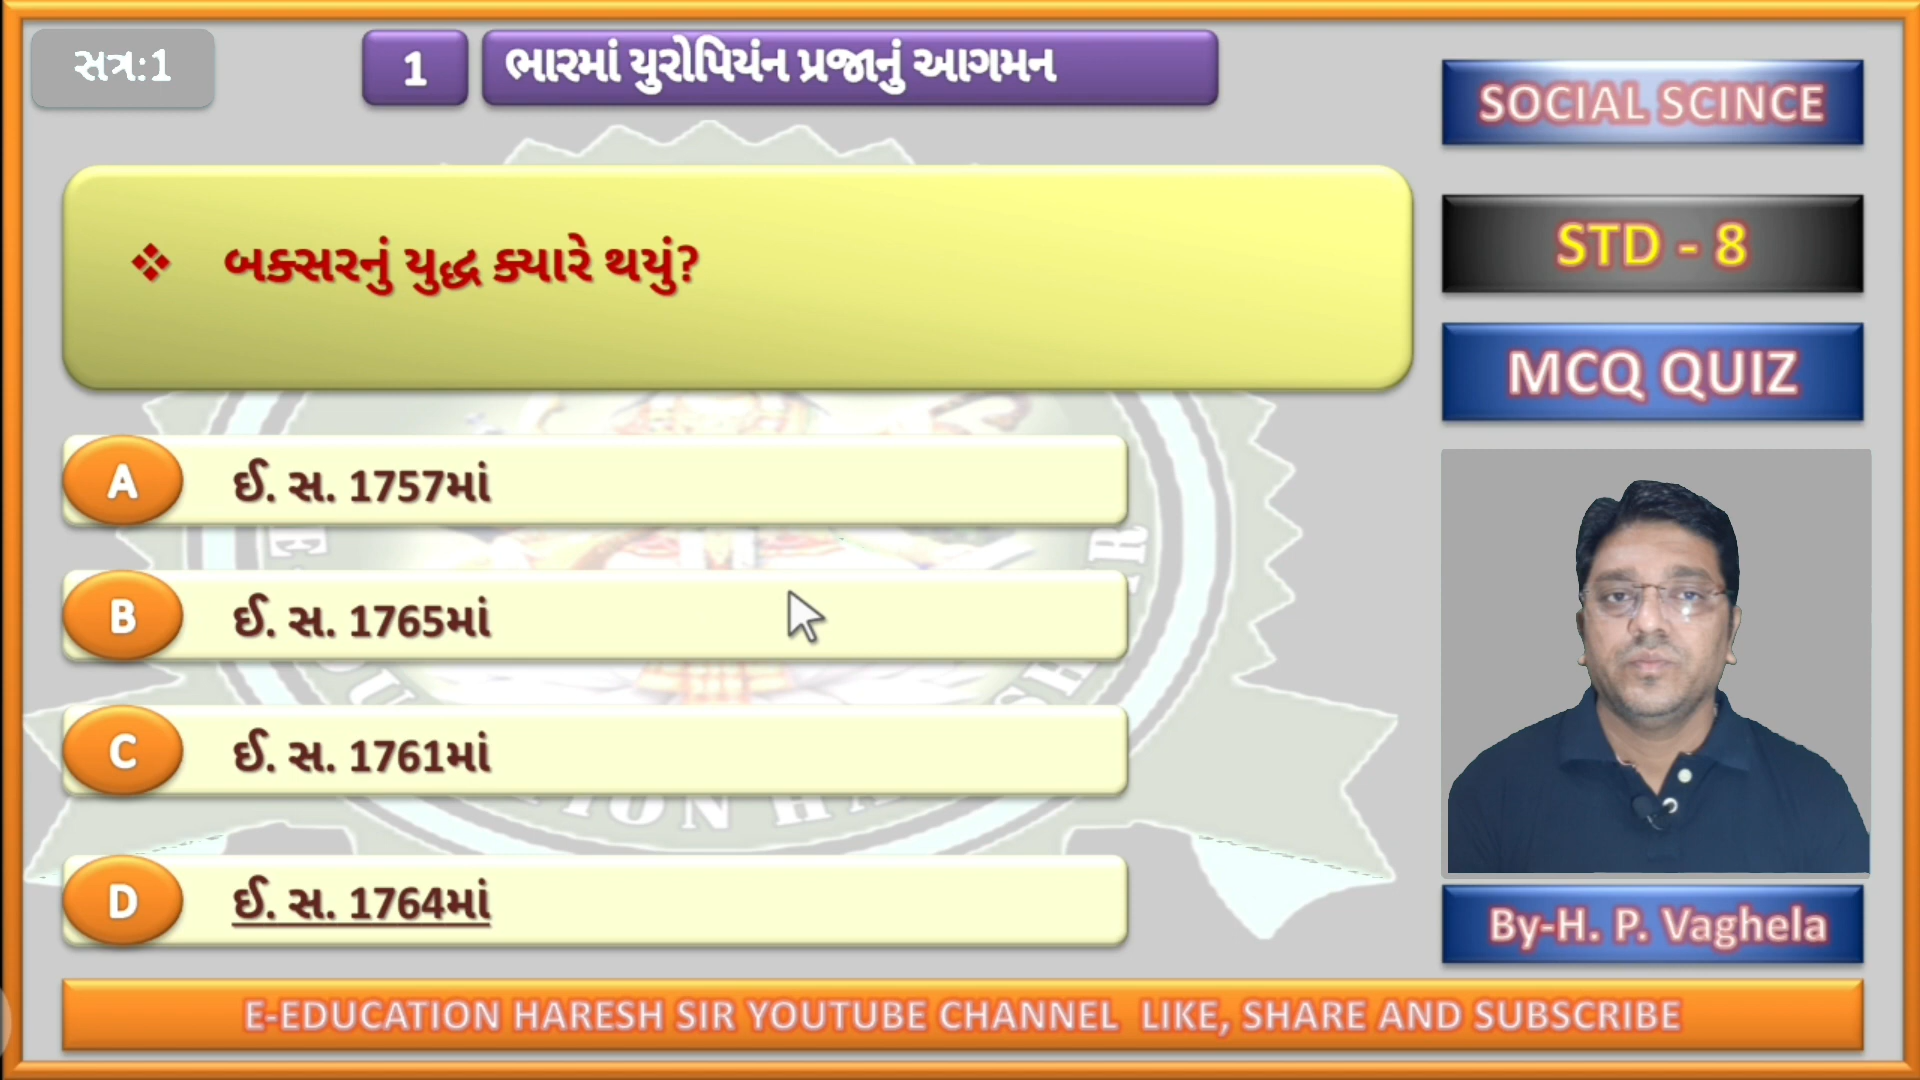 સત્ર:1
1
ભારમાં યુરોપિયંન પ્રજાનું આગમન
SOCIAL SCINCE
STD - 8
MCQ QUIZ
❖ બક્સરનું યુદ્ધ ક્યારે થયું?
A ઈ. સ. 1757માં
B ઈ. સ. 1765માં
C ઈ. સ. 1761માં
D ઈ. સ. 1764માં
By-H. P. Vaghela
E-EDUCATION HARESH SIR YOUTUBE CHANNEL LIKE, SHARE AND SUBSCRIBE